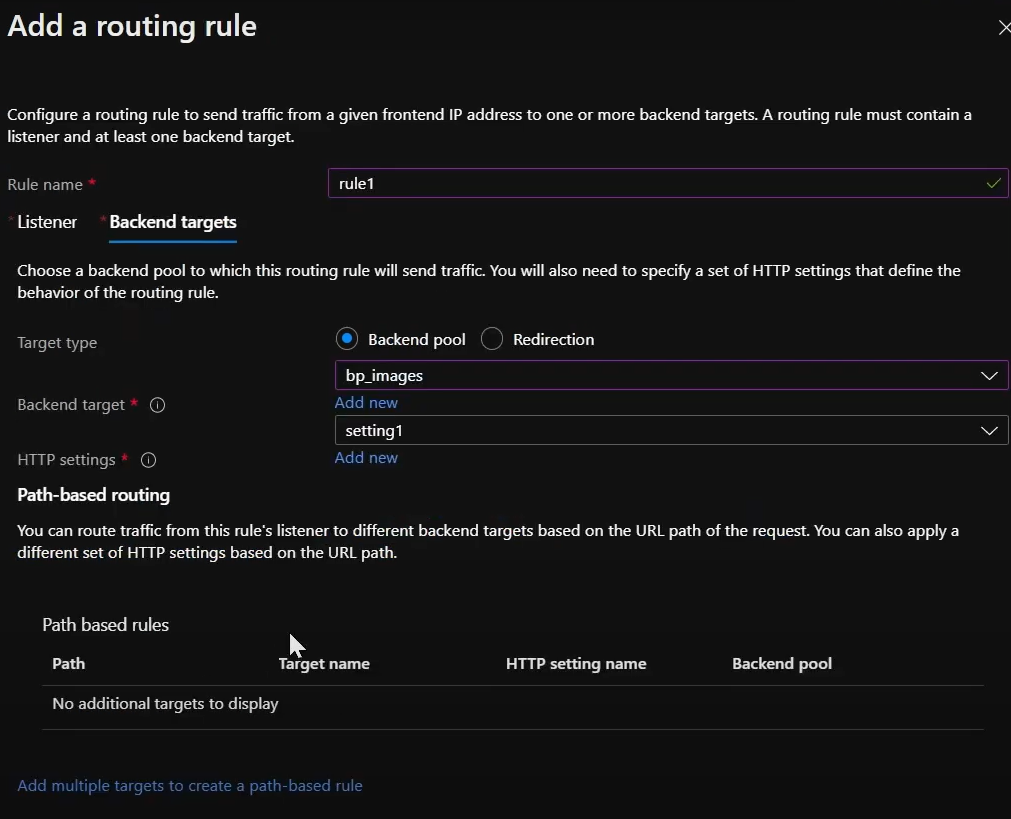 Add a routing rule
Configure a routing rule to send traffic from a given frontend IP address to one or more backend targets. A routing rule must contain a
listener and at least one backend target.
Rule name *
rule1
* Listener
* Backend targets
Choose a backend pool to which this routing rule will send traffic. You will also need to specify a set of HTTP settings that define the
behavior of the routing rule.
Target type
Backend pool
Redirection
bp_images
Backend target *
Add new
setting1
HTTP settings *
Add new
Path-based routing
You can route traffic from this rule's listener to different backend targets based on the URL path of the request. You can also apply a
different set of HTTP settings based on the URL path.
Path based rules
Path
Target name
HTTP setting name
Backend pool
No additional targets to display
Add multiple targets to create a path-based rule